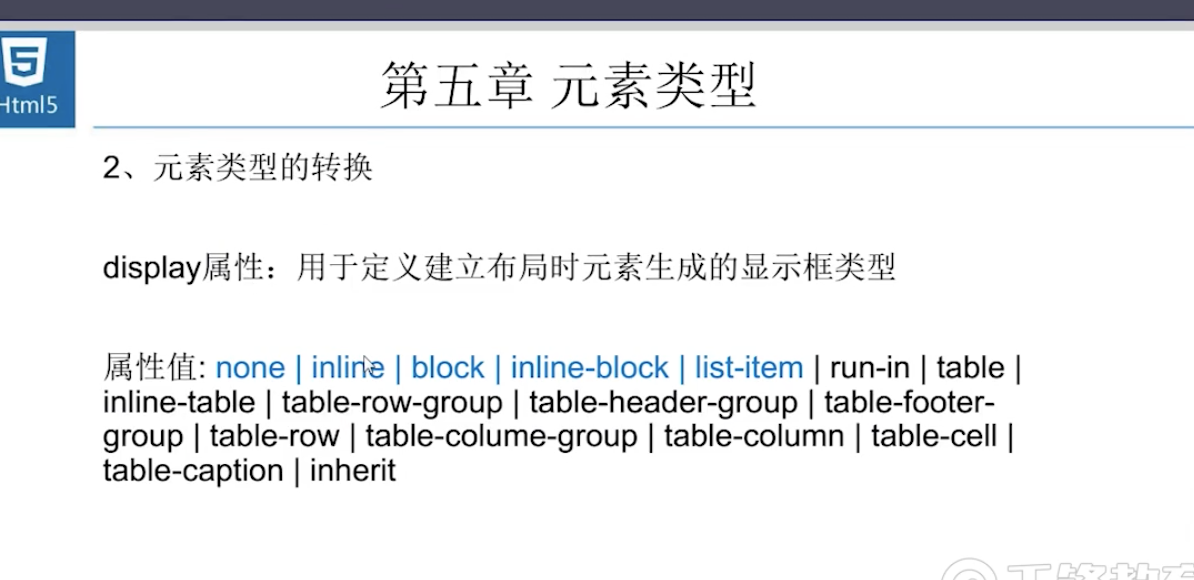 Html5
第五章 元素类型
2、元素类型的转换
display属性：用于定义建立布局时元素生成的显示框类型
属性值: none | inline | block | inline-block | list-item | run-in | table |
inline-table | table-row-group | table-header-group | table-footer-
group | table-row | table-colume-group | table-column | table-cell |
table-caption | inherit